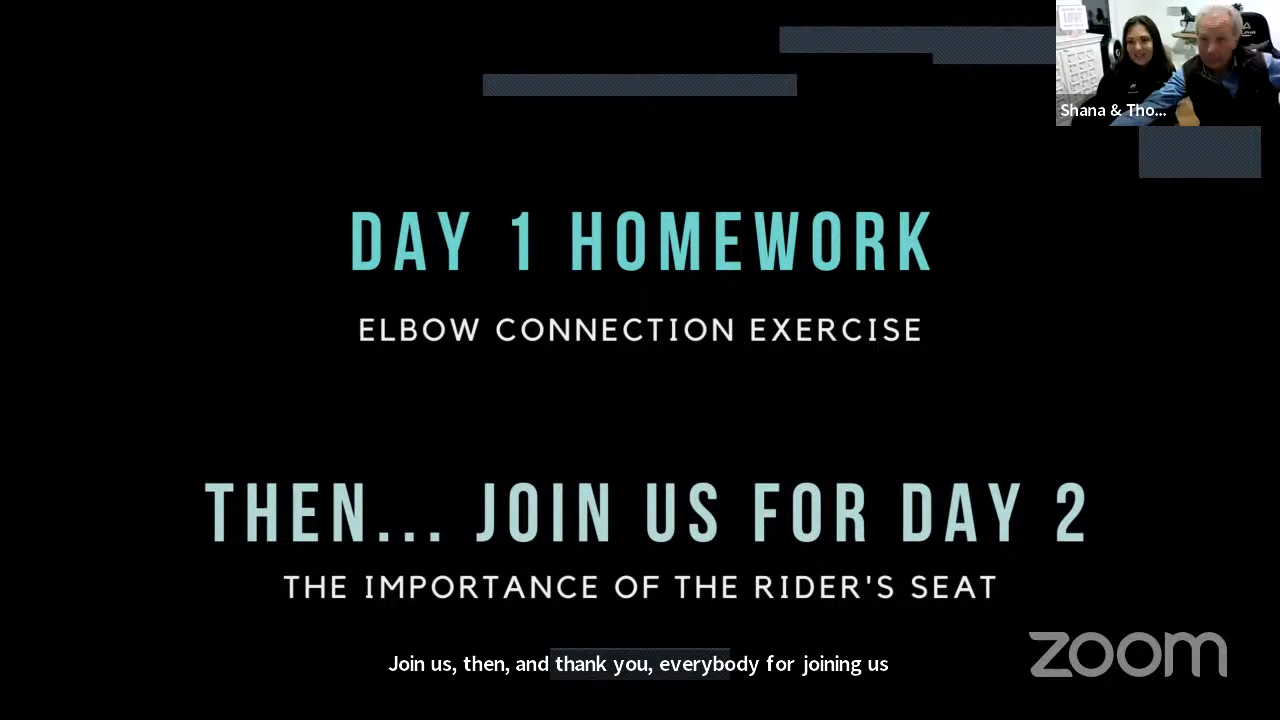 Shana & Tho...
DAY 1 HOMEWORK
ELBOW CONNECTION EXERCISE
THEN... JOIN US FOR DAY 2
THE IMPORTANCE OF THE RIDER'S SEAT
zoom
Join us, then, and thank you, everybody for joining us